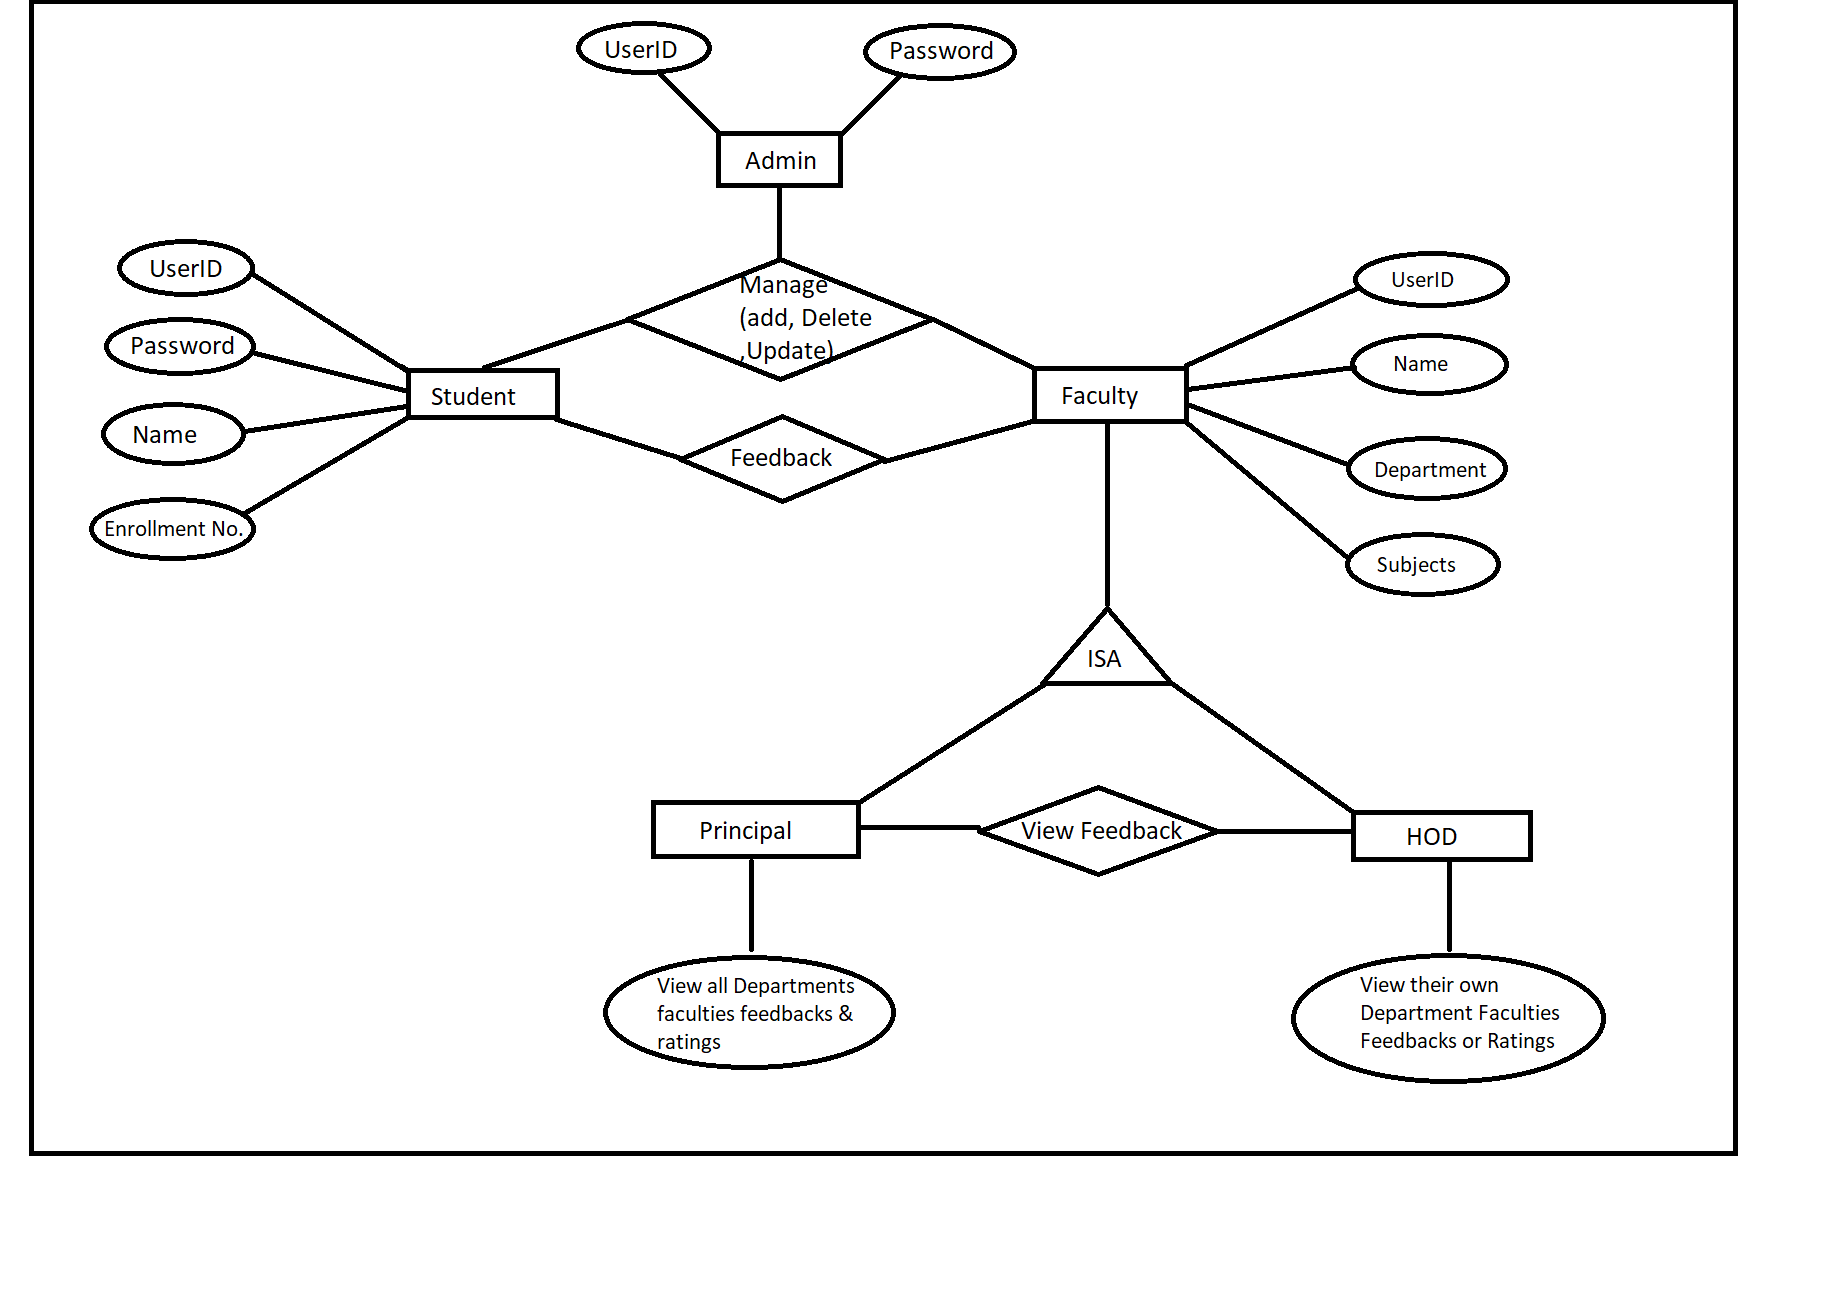 UserID
Password
Admin
UserID
Password
Name
Enrollment No.
Student
Manage
(add, Delete
,Update)
Feedback
Faculty
UserID
Name
Department
Subjects
ISA
Principal
View Feedback
HOD
View all Departments
faculties feedbacks &
ratings
View their own
Department Faculties
Feedbacks or Ratings